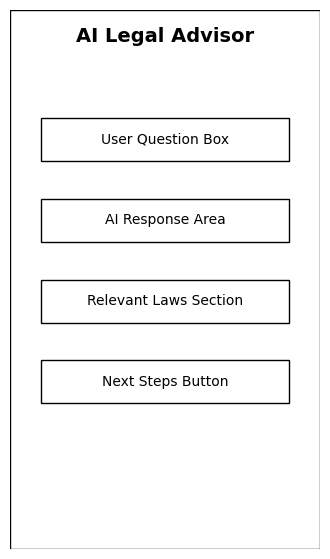 AI Legal Advisor
User Question Box
AI Response Area
Relevant Laws Section
Next Steps Button